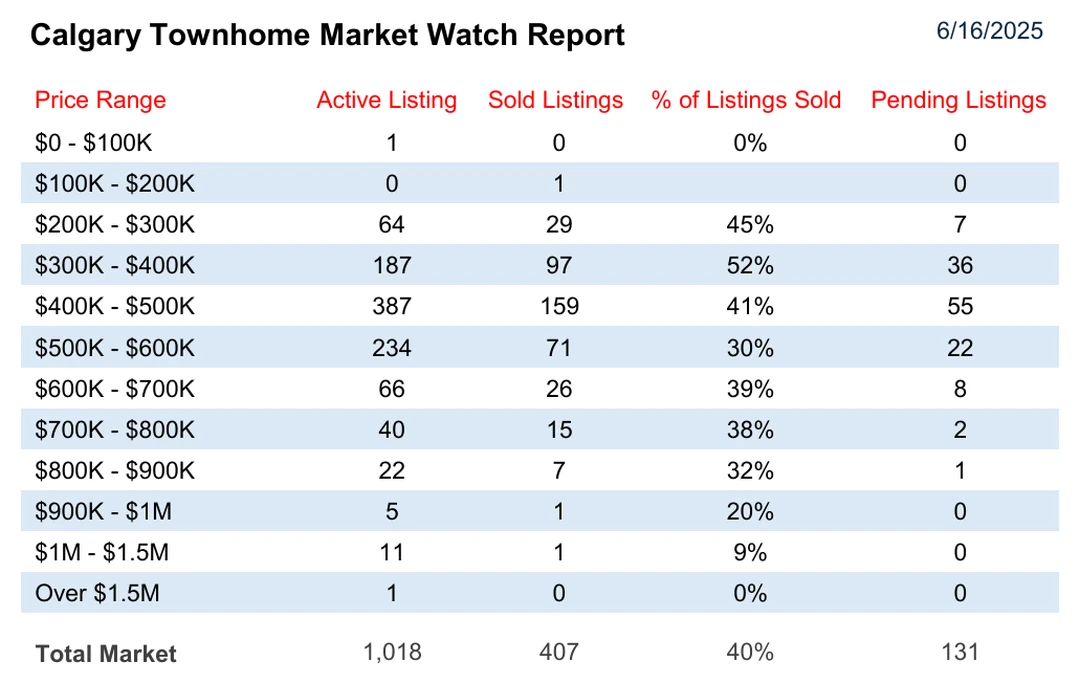 Calgary Townhome Market Watch Report 6/16/2025
Price Range Active Listing Sold Listings % of Listings Sold Pending Listings
$0 - $100K 1 0 0% 0
$100K - $200K 0 1 0
$200K - $300K 64 29 45% 7
$300K - $400K 187 97 52% 36
$400K - $500K 387 159 41% 55
$500K - $600K 234 71 30% 22
$600K - $700K 66 26 39% 8
$700K - $800K 40 15 38% 2
$800K - $900K 22 7 32% 1
$900K - $1M 5 1 20% 0
$1M - $1.5M 11 1 9% 0
Over $1.5M 1 0 0% 0
Total Market 1,018 407 40% 131